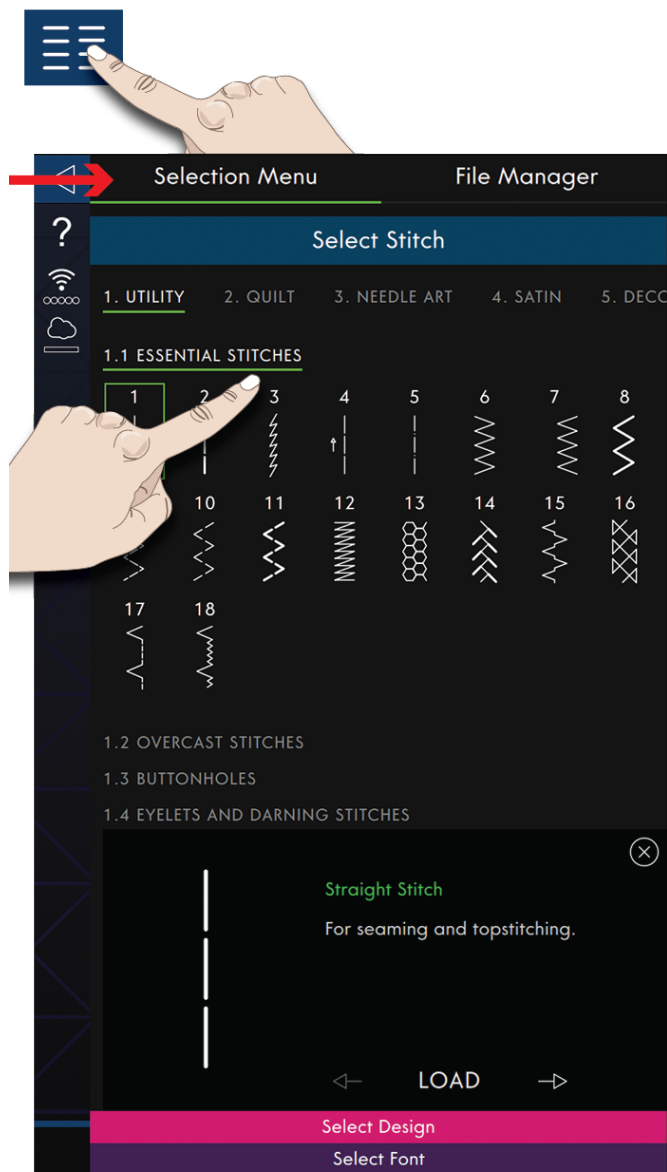 Selection Menu File Manager
?
Select Stitch
1. UTILITY 2. QUILT 3. NEEDLE ART 4. SATIN 5. DECO
1.1 ESSENTIAL STITCHES
1 2 3 4 5 6 7 8
10 11 12 13 14 15 16
17 18
1.2 OVERCAST STITCHES
1.3 BUTTONHOLES
1.4 EYELETS AND DARNING STITCHES
Straight Stitch
For seaming and topstitching.
LOAD
Select Design
Select Font